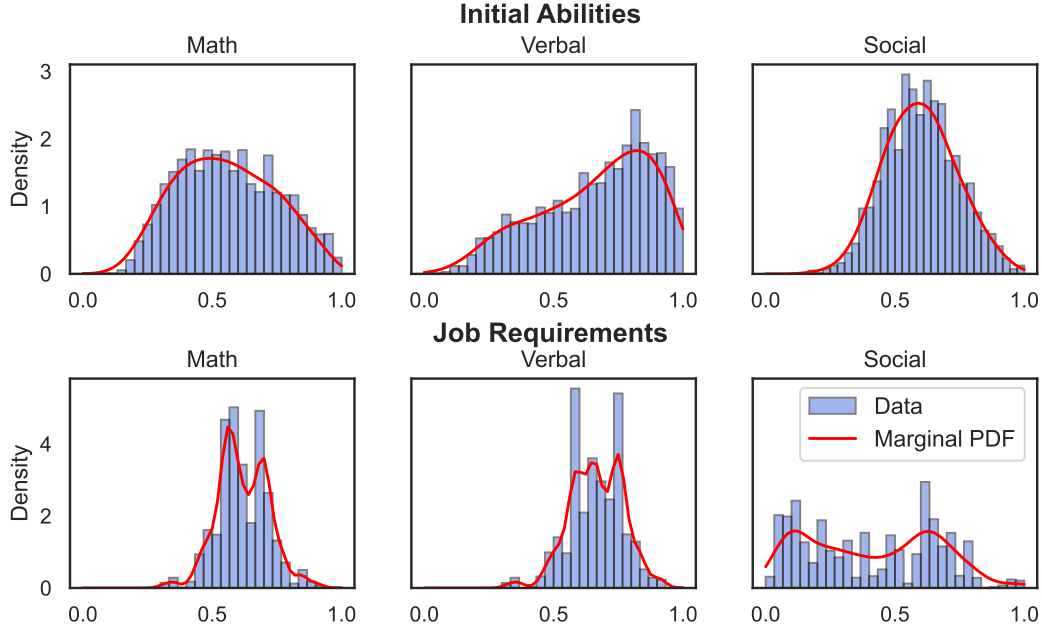 Initial Abilities
Math Verbal Social
Density
3
2
1
0
0.0 0.5 1.0 0.0 0.5 1.0 0.0 0.5 1.0
Job Requirements
Math Verbal Social
Density
4
2
0
Data
Marginal PDF
0.0 0.5 1.0 0.0 0.5 1.0 0.0 0.5 1.0